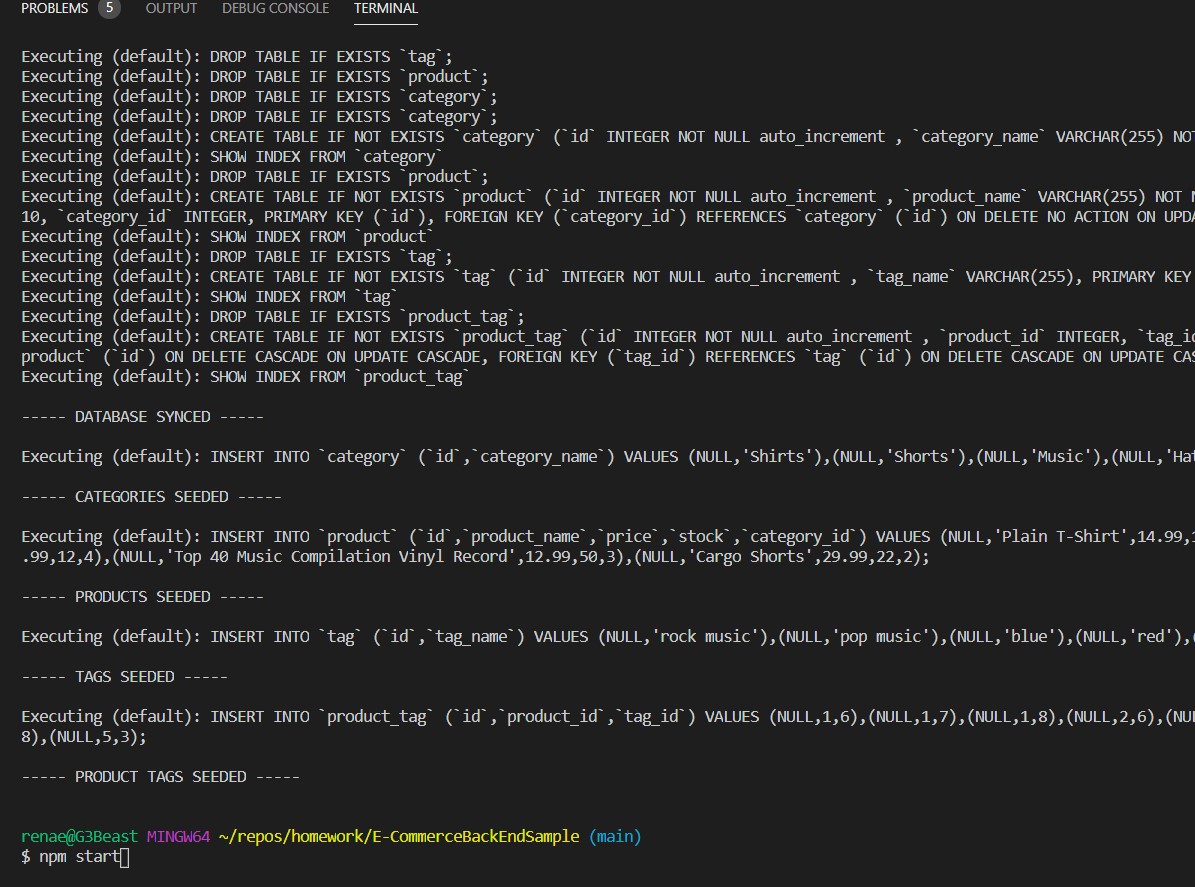 PROBLEMS 5 OUTPUT DEBUG CONSOLE TERMINAL
Executing (default): DROP TABLE IF EXISTS `tag`;
Executing (default): DROP TABLE IF EXISTS `product`;
Executing (default): DROP TABLE IF EXISTS `category`;
Executing (default): DROP TABLE IF EXISTS `category`;
Executing (default): CREATE TABLE IF NOT EXISTS `category` (`id` INTEGER NOT NULL auto_increment , `category_name` VARCHAR(255) NOT
Executing (default): SHOW INDEX FROM `category`
Executing (default): DROP TABLE IF EXISTS `product`;
Executing (default): CREATE TABLE IF NOT EXISTS `product` (`id` INTEGER NOT NULL auto_increment , `product_name` VARCHAR(255) NOT N
10, `category_id` INTEGER, PRIMARY KEY (`id`), FOREIGN KEY (`category_id`) REFERENCES `category` (`id`) ON DELETE NO ACTION ON UPDA
Executing (default): SHOW INDEX FROM `product`
Executing (default): DROP TABLE IF EXISTS `tag`;
Executing (default): CREATE TABLE IF NOT EXISTS `tag` (`id` INTEGER NOT NULL auto_increment , `tag_name` VARCHAR(255), PRIMARY KEY
Executing (default): SHOW INDEX FROM `tag`
Executing (default): DROP TABLE IF EXISTS `product_tag`;
Executing (default): CREATE TABLE IF NOT EXISTS `product_tag` (`id` INTEGER NOT NULL auto_increment , `product_id` INTEGER, `tag_id
product` (`id`) ON DELETE CASCADE ON UPDATE CASCADE, FOREIGN KEY (`tag_id`) REFERENCES `tag` (`id`) ON DELETE CASCADE ON UPDATE CAS
Executing (default): SHOW INDEX FROM `product_tag`
----- DATABASE SYNCED -----
Executing (default): INSERT INTO `category` (`id`,`category_name`) VALUES (NULL,'Shirts'),(NULL,'Shorts'),(NULL,'Music'),(NULL,'Hat
----- CATEGORIES SEEDED -----
Executing (default): INSERT INTO `product` (`id`,`product_name`,`price`,`stock`,`category_id`) VALUES (NULL,'Plain T-Shirt',14.99,1
.99,12,4),(NULL,'Top 40 Music Compilation Vinyl Record',12.99,50,3),(NULL,'Cargo Shorts',29.99,22,2);
----- PRODUCTS SEEDED -----
Executing (default): INSERT INTO `tag` (`id`,`tag_name`) VALUES (NULL,'rock music'),(NULL,'pop music'),(NULL,'blue'),(NULL,'red'),(
----- TAGS SEEDED -----
Executing (default): INSERT INTO `product_tag` (`id`,`product_id`,`tag_id`) VALUES (NULL,1,6),(NULL,1,7),(NULL,1,8),(NULL,2,6),(NUL
8),(NULL,5,3);
----- PRODUCT TAGS SEEDED -----
renae@G3Beast MINGW64 ~/repos/homework/E-CommerceBackEndSample (main)
$ npm start